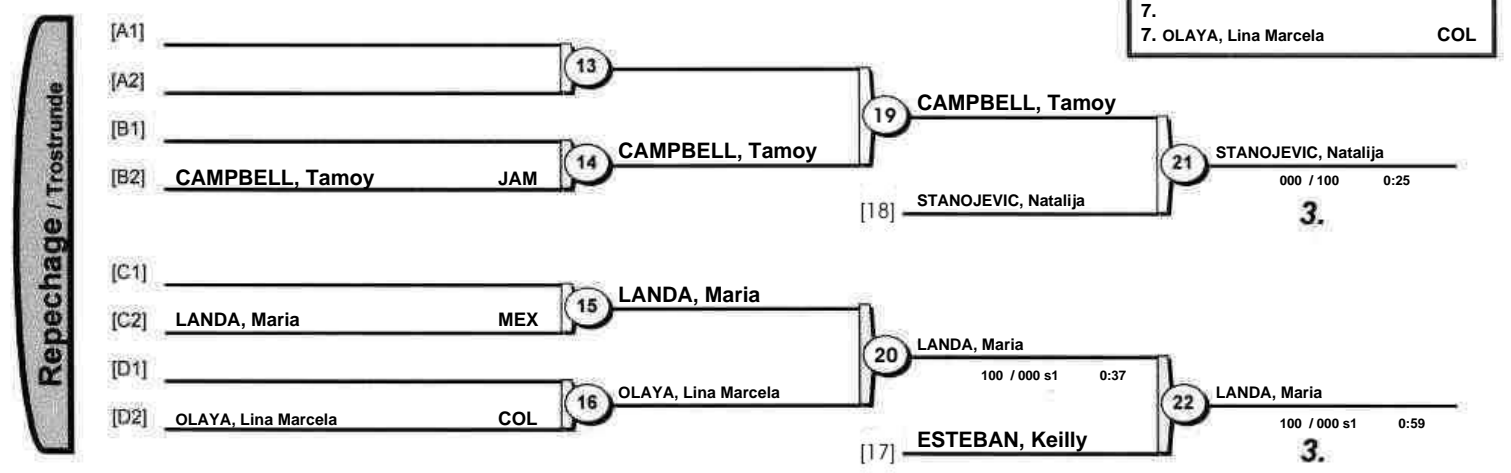 7.
7. OLAYA, Lina Marcela COL
Repechage / Trostrunde
[A1]
13
[A2]
19 CAMPBELL, Tamoy
[B1]
14 CAMPBELL, Tamoy
[B2] CAMPBELL, Tamoy JAM
21 STANOJEVIC, Natalija
000 / 100 0:25
[18] STANOJEVIC, Natalija
3.
[C1]
15 LANDA, Maria
[C2] LANDA, Maria MEX
20 LANDA, Maria
100 / 000 s1 0:37
[D1]
16 OLAYA, Lina Marcela
[D2] OLAYA, Lina Marcela COL
22 LANDA, Maria
100 / 000 s1 0:59
[17] ESTEBAN, Keilly
3.